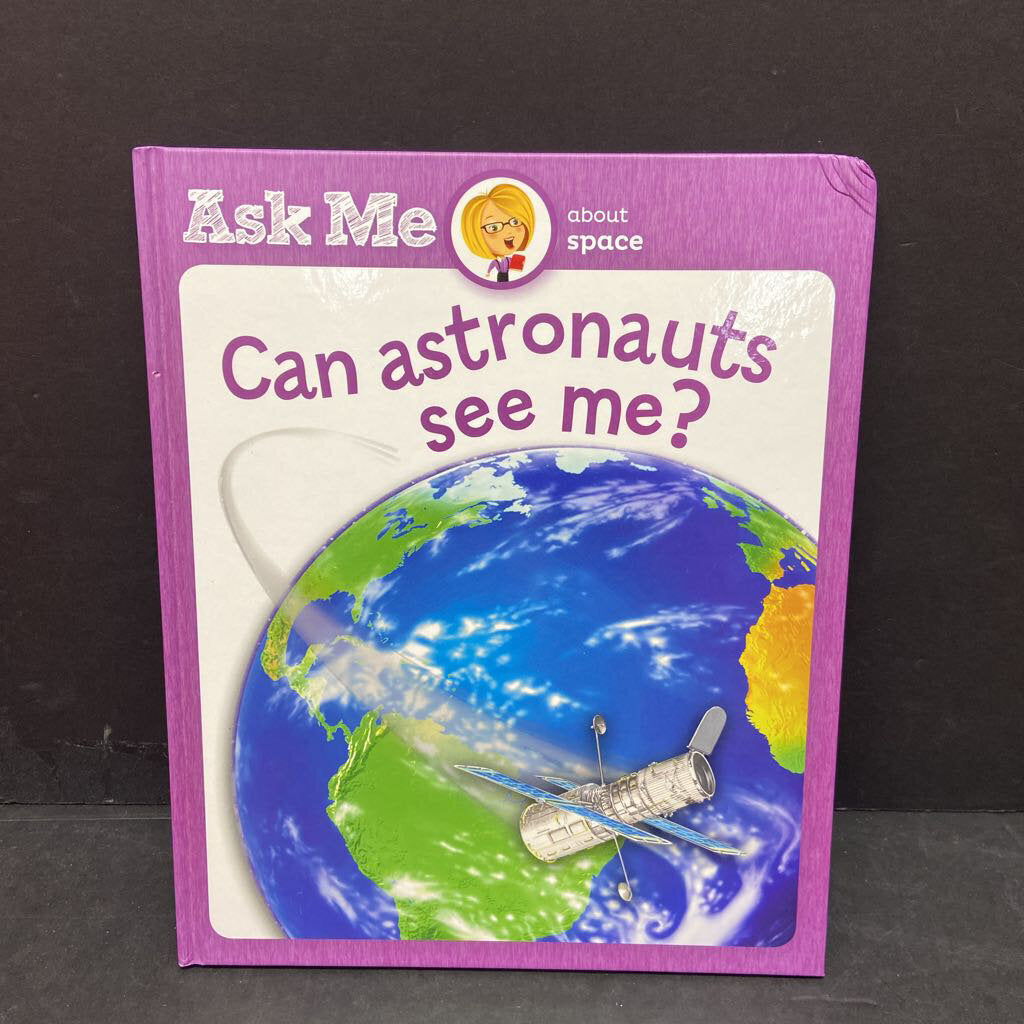 Ask Me
about
space
Can astronauts
see me?